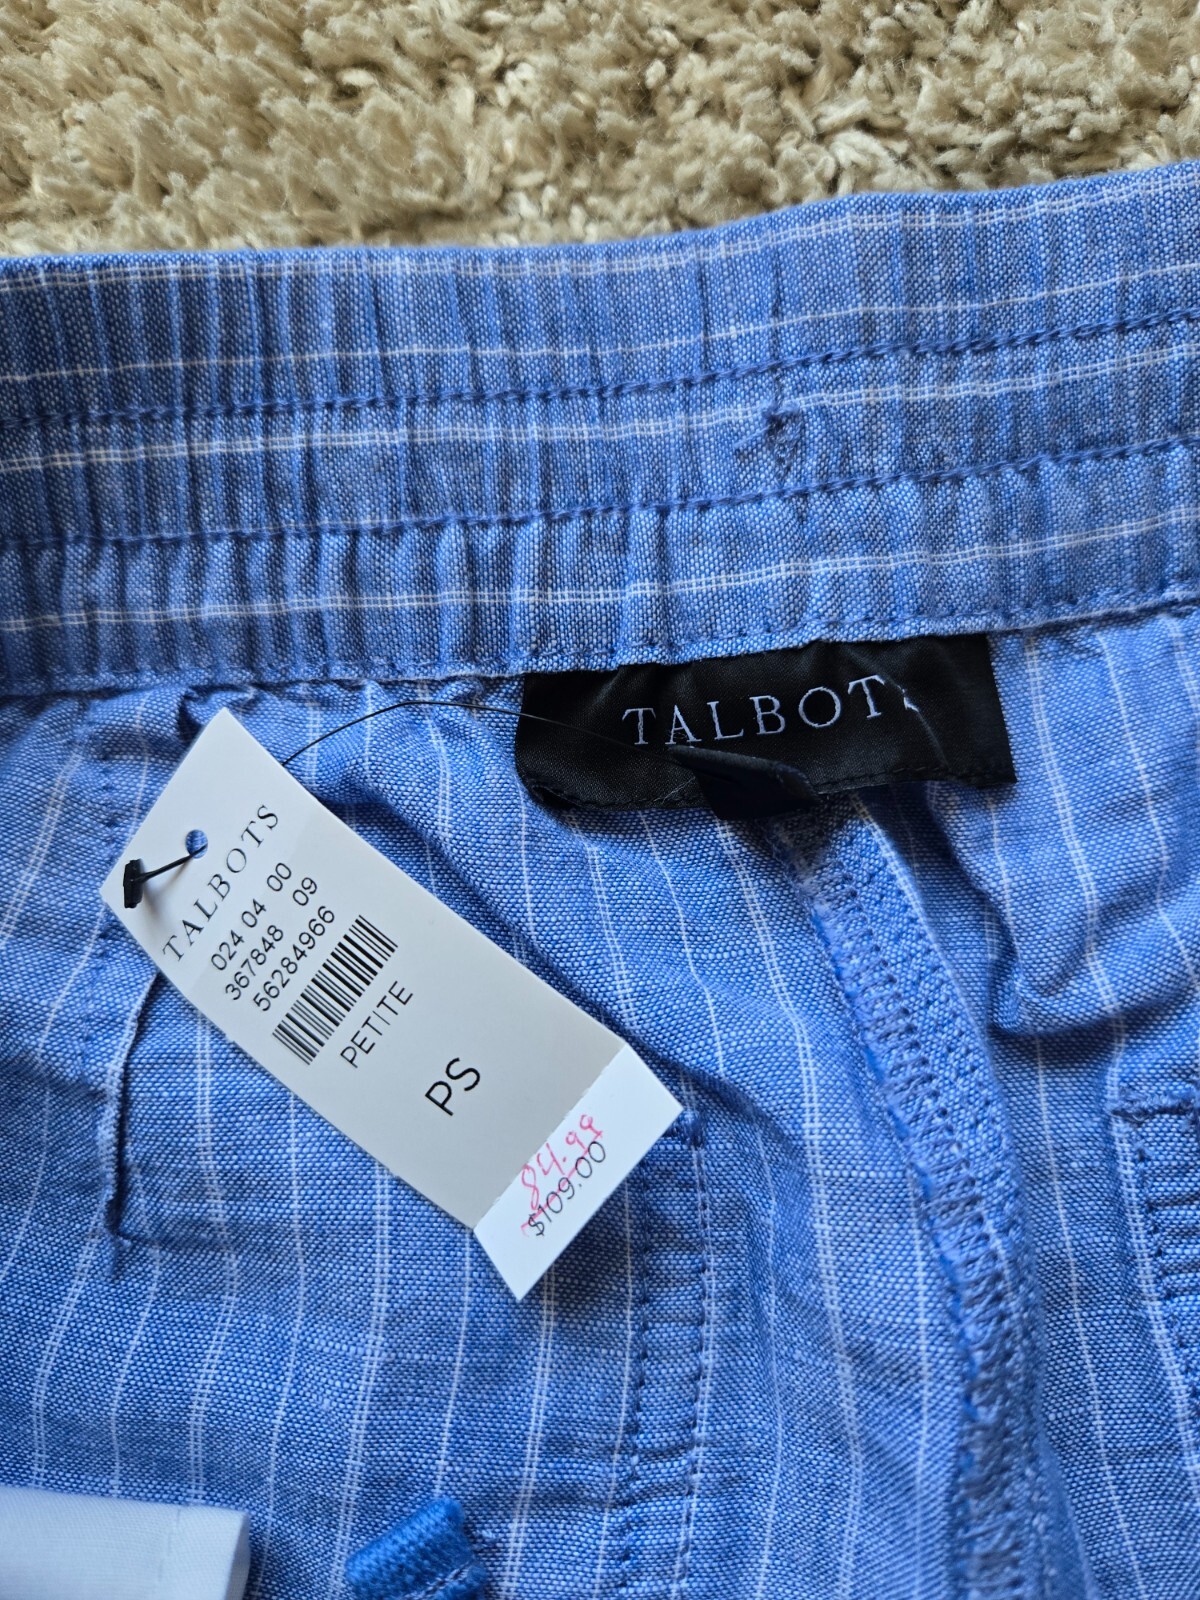 TALBOTS
TALBOTS
024 04 00
367848 09
56284966
PETITE
PS
84.99
$109.00